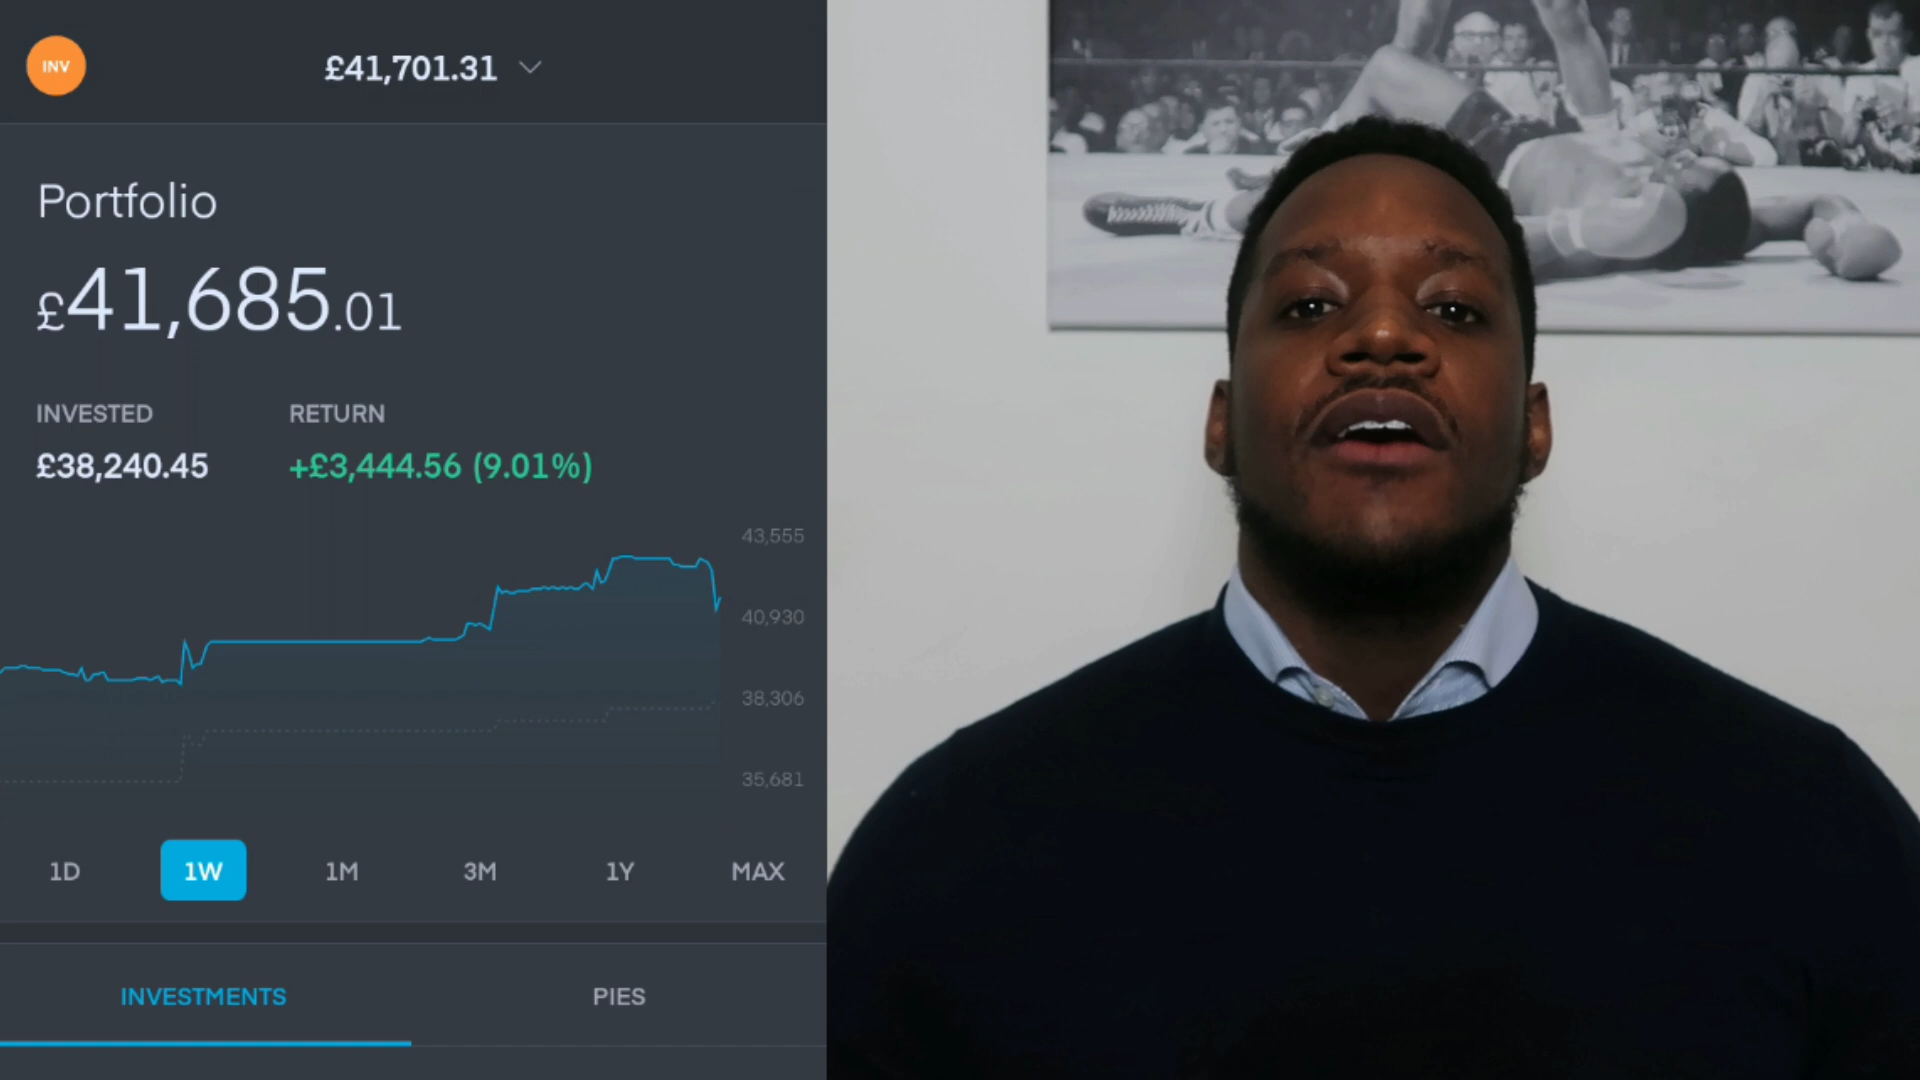 INV
£41,701.31
Portfolio
£41,685.01
INVESTED
RETURN
£38,240.45
+£3,444.56 (9.01%)
43,555
40,930
38,306
35,681
1D
1W
1M
3M
1Y
MAX
INVESTMENTS
PIES